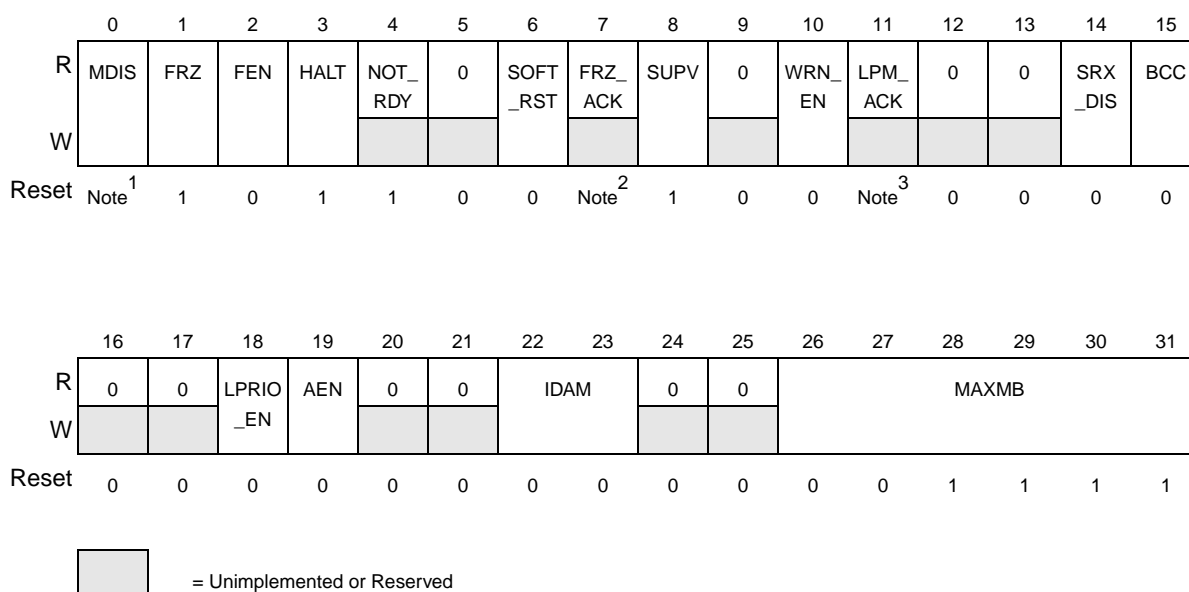 0 1 2 3 4 5 6 7 8 9 10 11 12 13 14 15
R MDIS FRZ FEN HALT NOT_ 0 SOFT FRZ_ SUPV 0 WRN_ LPM_ 0 0 SRX BCC
RDY _RST ACK EN ACK _DIS
W
Reset Note1 1 0 1 1 0 0 Note2 1 0 0 Note3 0 0 0 0
16 17 18 19 20 21 22 23 24 25 26 27 28 29 30 31
R 0 0 LPRIO AEN 0 0 IDAM 0 0 MAXMB
_EN
W
Reset 0 0 0 0 0 0 0 0 0 0 0 0 1 1 1 1
= Unimplemented or Reserved